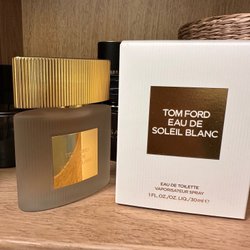 TOM FORD
EAU DE
SOLEIL BLANC
EAU DE TOILETTE
VAPORISATEUR SPRAY
1 FL.OZ./OZ.LIQ./30ml ℮